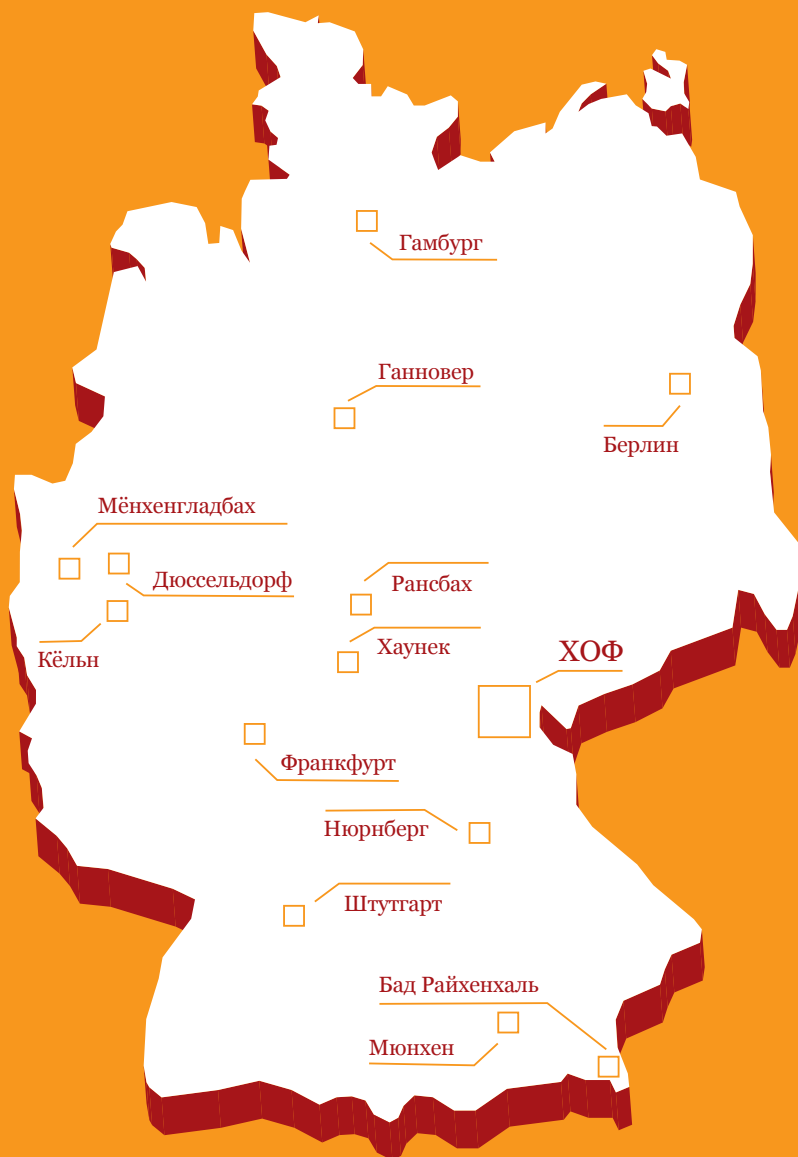 Гамбург
Ганновер
Берлин
Мёнхенгладбах
Дюссельдорф
Рансбах
Кёльн
Хаунек
ХОФ
Франкфурт
Нюрнберг
Штутгарт
Бад Райхенхаль
Мюнхен